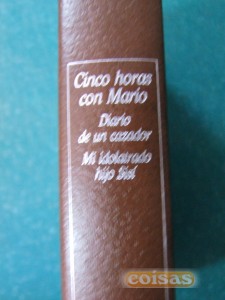 Cinco horas
con Mario
Diario
de un cazador
Mi idolatrado
hijo Sisí
coisas